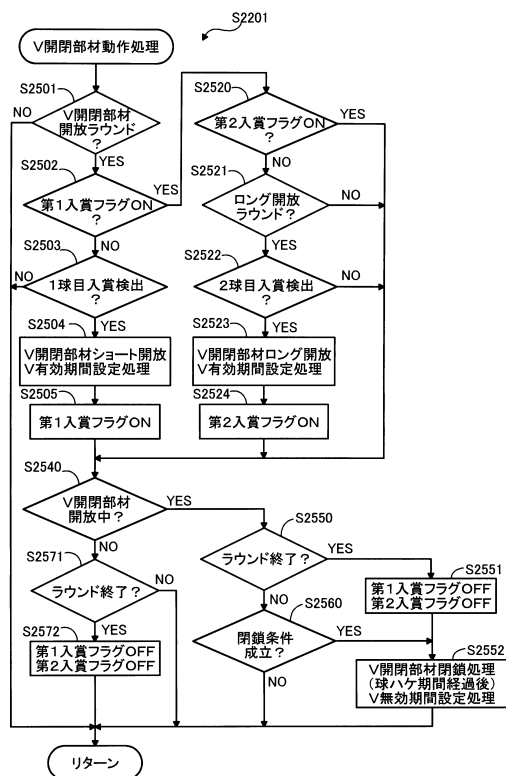 S2201
V開閉部材動作処理
S2501
NO
V開閉部材
開放ラウンド
?
YES
S2502
第1入賞フラグON
?
YES
NO
S2503
NO
1球目入賞検出
?
YES
S2504
V開閉部材ショート開放
V有効期間設定処理
S2505
第1入賞フラグON
S2520
第2入賞フラグON
?
YES
NO
S2521
ロング開放
ラウンド?
NO
YES
S2522
2球目入賞検出
?
NO
YES
S2523
V開閉部材ロング開放
V有効期間設定処理
S2524
第2入賞フラグON
S2540
V開閉部材
開放中?
YES
NO
S2571
ラウンド終了?
NO
YES
S2572
第1入賞フラグOFF
第2入賞フラグOFF
S2550
ラウンド終了?
YES
NO
S2551
第1入賞フラグOFF
第2入賞フラグOFF
S2560
閉鎖条件
成立?
YES
NO
S2552
V開閉部材閉鎖処理
(球ハケ期間経過後)
V無効期間設定処理
リターン